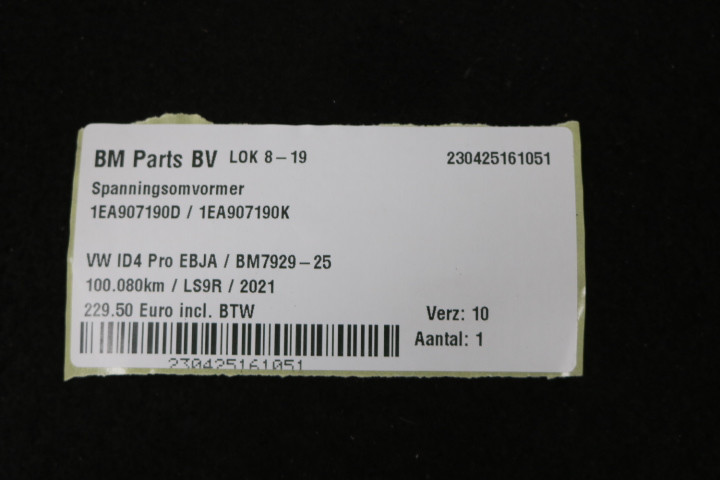 BM Parts BV LOK 8-19 230425161051
Spanningsomvormer
1EA907190D / 1EA907190K
VW ID4 Pro EBJA / BM7929-25
100.080km / LS9R / 2021
229.50 Euro incl. BTW Verz: 10
Aantal: 1
230425161051